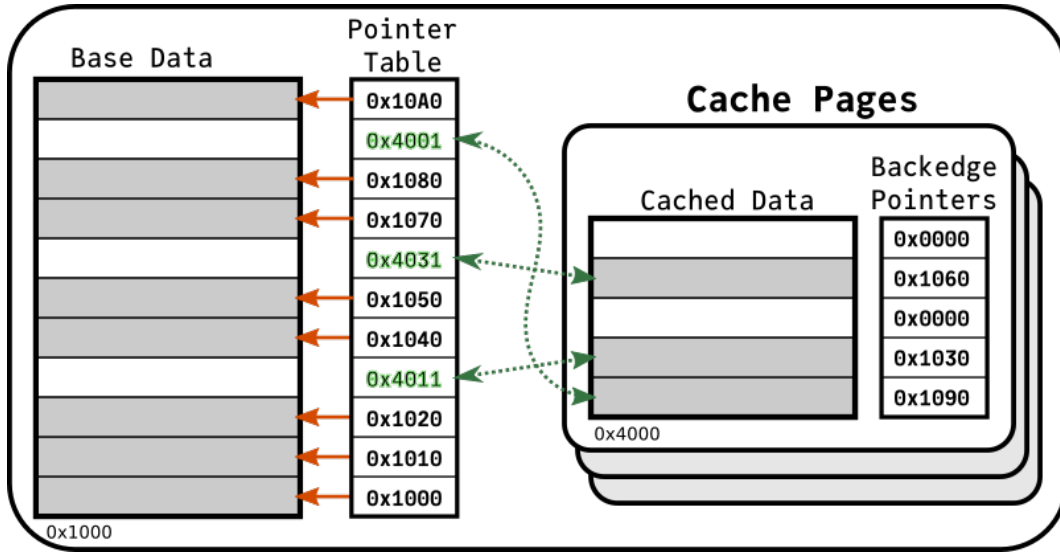 Base Data
Pointer
Table
0x10A0
0x4001
0x1080
0x1070
0x4031
0x1050
0x1040
0x4011
0x1020
0x1010
0x1000
0x1000
Cache Pages
Cached Data
Backedge
Pointers
0x0000
0x1060
0x0000
0x1030
0x1090
0x4000